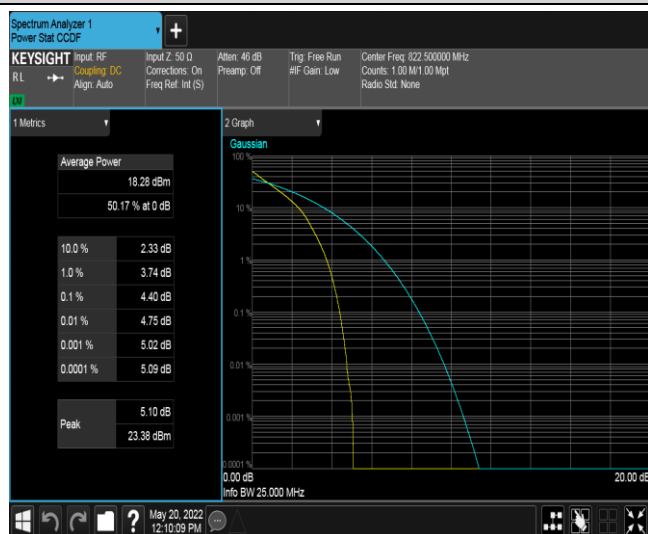 Spectrum Analyzer 1
Power Stat CCDF
KEYSIGHT
RL
LXI
Input: RF
Coupling: DC
Align: Auto
Input Z: 50 Ω
Corrections: On
Freq Ref: Int (S)
Atten: 46 dB
Preamp: Off
Trig: Free Run
#IF Gain: Low
Center Freq: 822.500000 MHz
Counts: 1.00 M/1.00 Mpt
Radio Std: None
1 Metrics
Average Power
18.28 dBm
50.17 % at 0 dB
10.0 % 2.33 dB
1.0 % 3.74 dB
0.1 % 4.40 dB
0.01 % 4.75 dB
0.001 % 5.02 dB
0.0001 % 5.09 dB
Peak
5.10 dB
23.38 dBm
2 Graph
Gaussian
100 %
10 %
1 %
0.1 %
0.01 %
0.001 %
0.0001 %
0.00 dB
20.00 dB
Info BW 25.000 MHz
?
May 20, 2022
12:10:09 PM